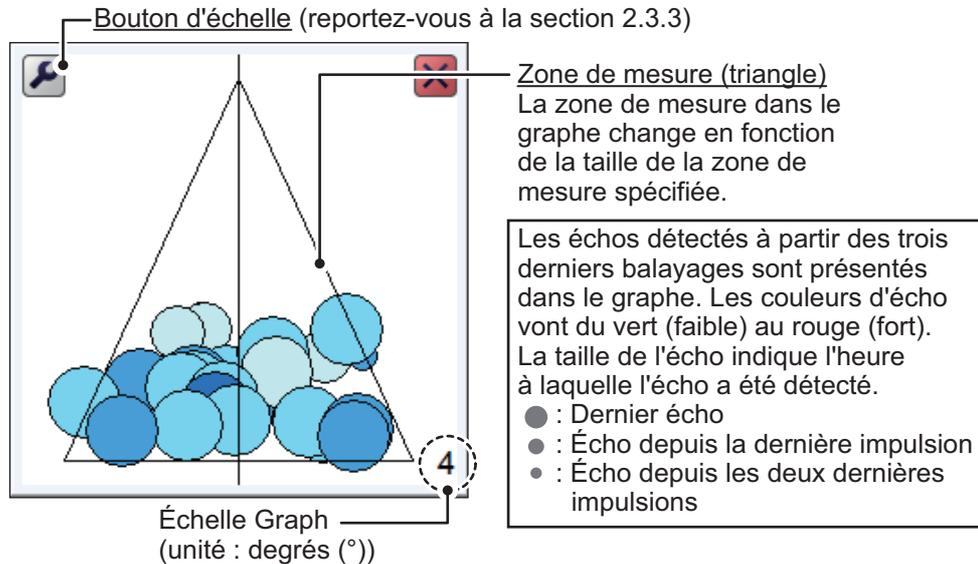 Bouton d'échelle (reportez-vous à la section 2.3.3)
Zone de mesure (triangle)
La zone de mesure dans le
graphe change en fonction
de la taille de la zone de
mesure spécifiée.
Les échos détectés à partir des trois
derniers balayages sont présentés
dans le graphe. Les couleurs d'écho
vont du vert (faible) au rouge (fort).
La taille de l'écho indique l'heure
à laquelle l'écho a été détecté.
: Dernier écho
: Écho depuis la dernière impulsion
: Écho depuis les deux dernières
impulsions
4
Échelle Graph
(unité : degrés (°))